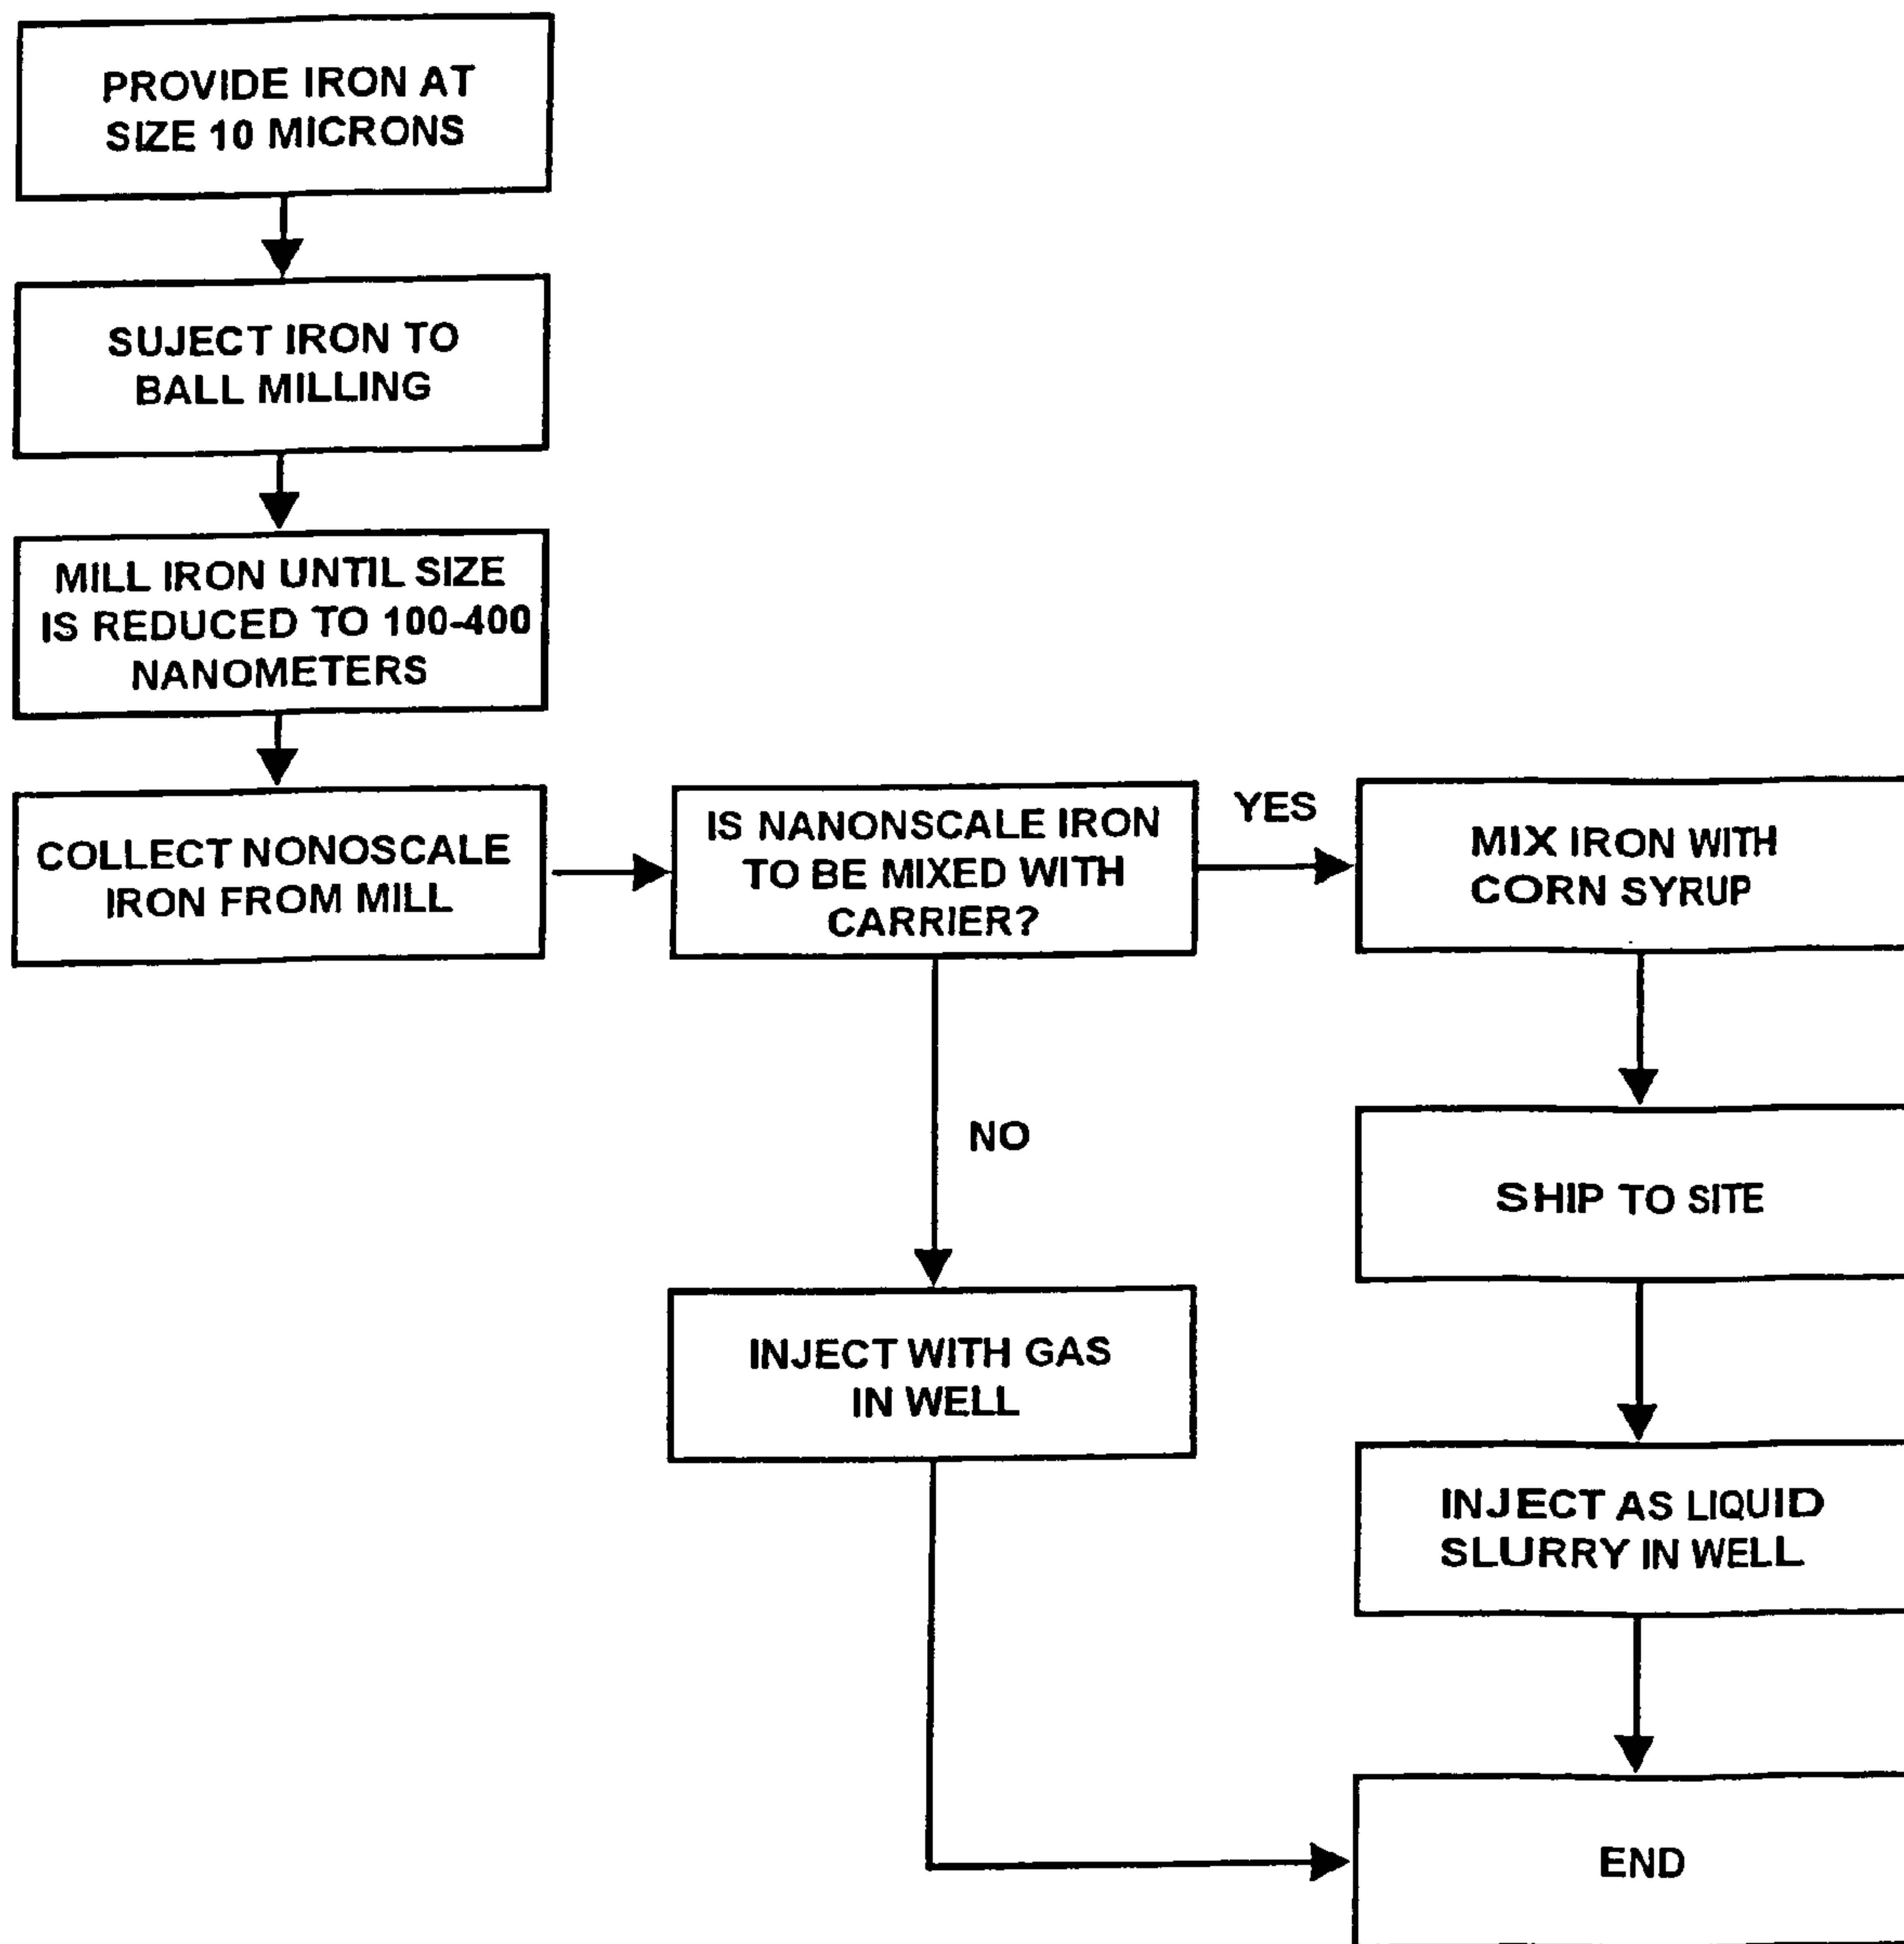 PROVIDE IRON AT
SIZE 10 MICRONS
SUJECT IRON TO
BALL MILLING
MILL IRON UNTIL SIZE
IS REDUCED TO 100-400
NANOMETERS
COLLECT NONOSCALE
IRON FROM MILL
IS NANONSCALE IRON
TO BE MIXED WITH
CARRIER?
YES
MIX IRON WITH
CORN SYRUP
NO
SHIP TO SITE
INJECT WITH GAS
IN WELL
INJECT AS LIQUID
SLURRY IN WELL
END